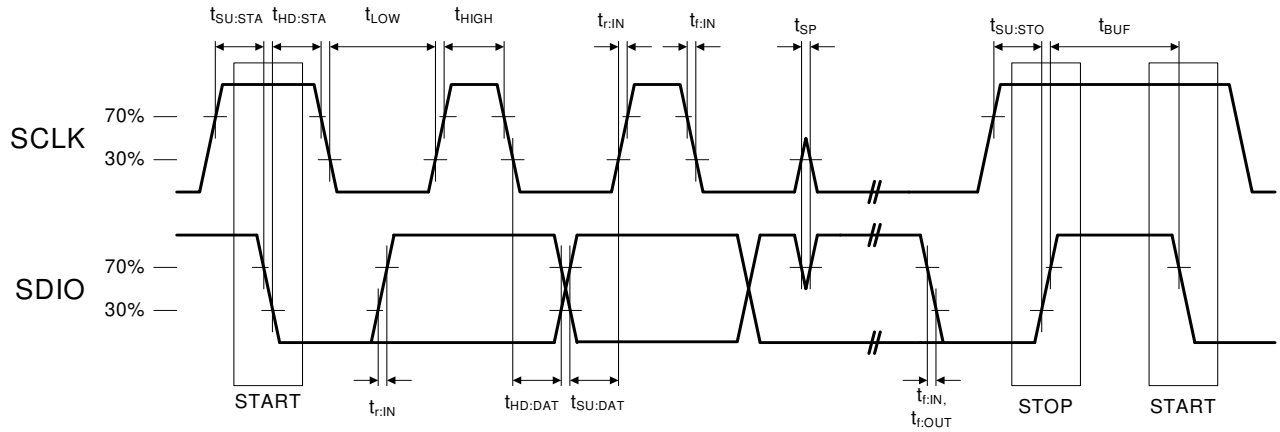 tSU:STA tHD:STA tLOW tHIGH tr:IN tf:IN tSP tSU:STO tBUF
SCLK
70%
30%
SDIO
70%
30%
START
tr:IN
tHD:DAT
tSU:DAT
tf:IN,
tf:OUT
STOP
START